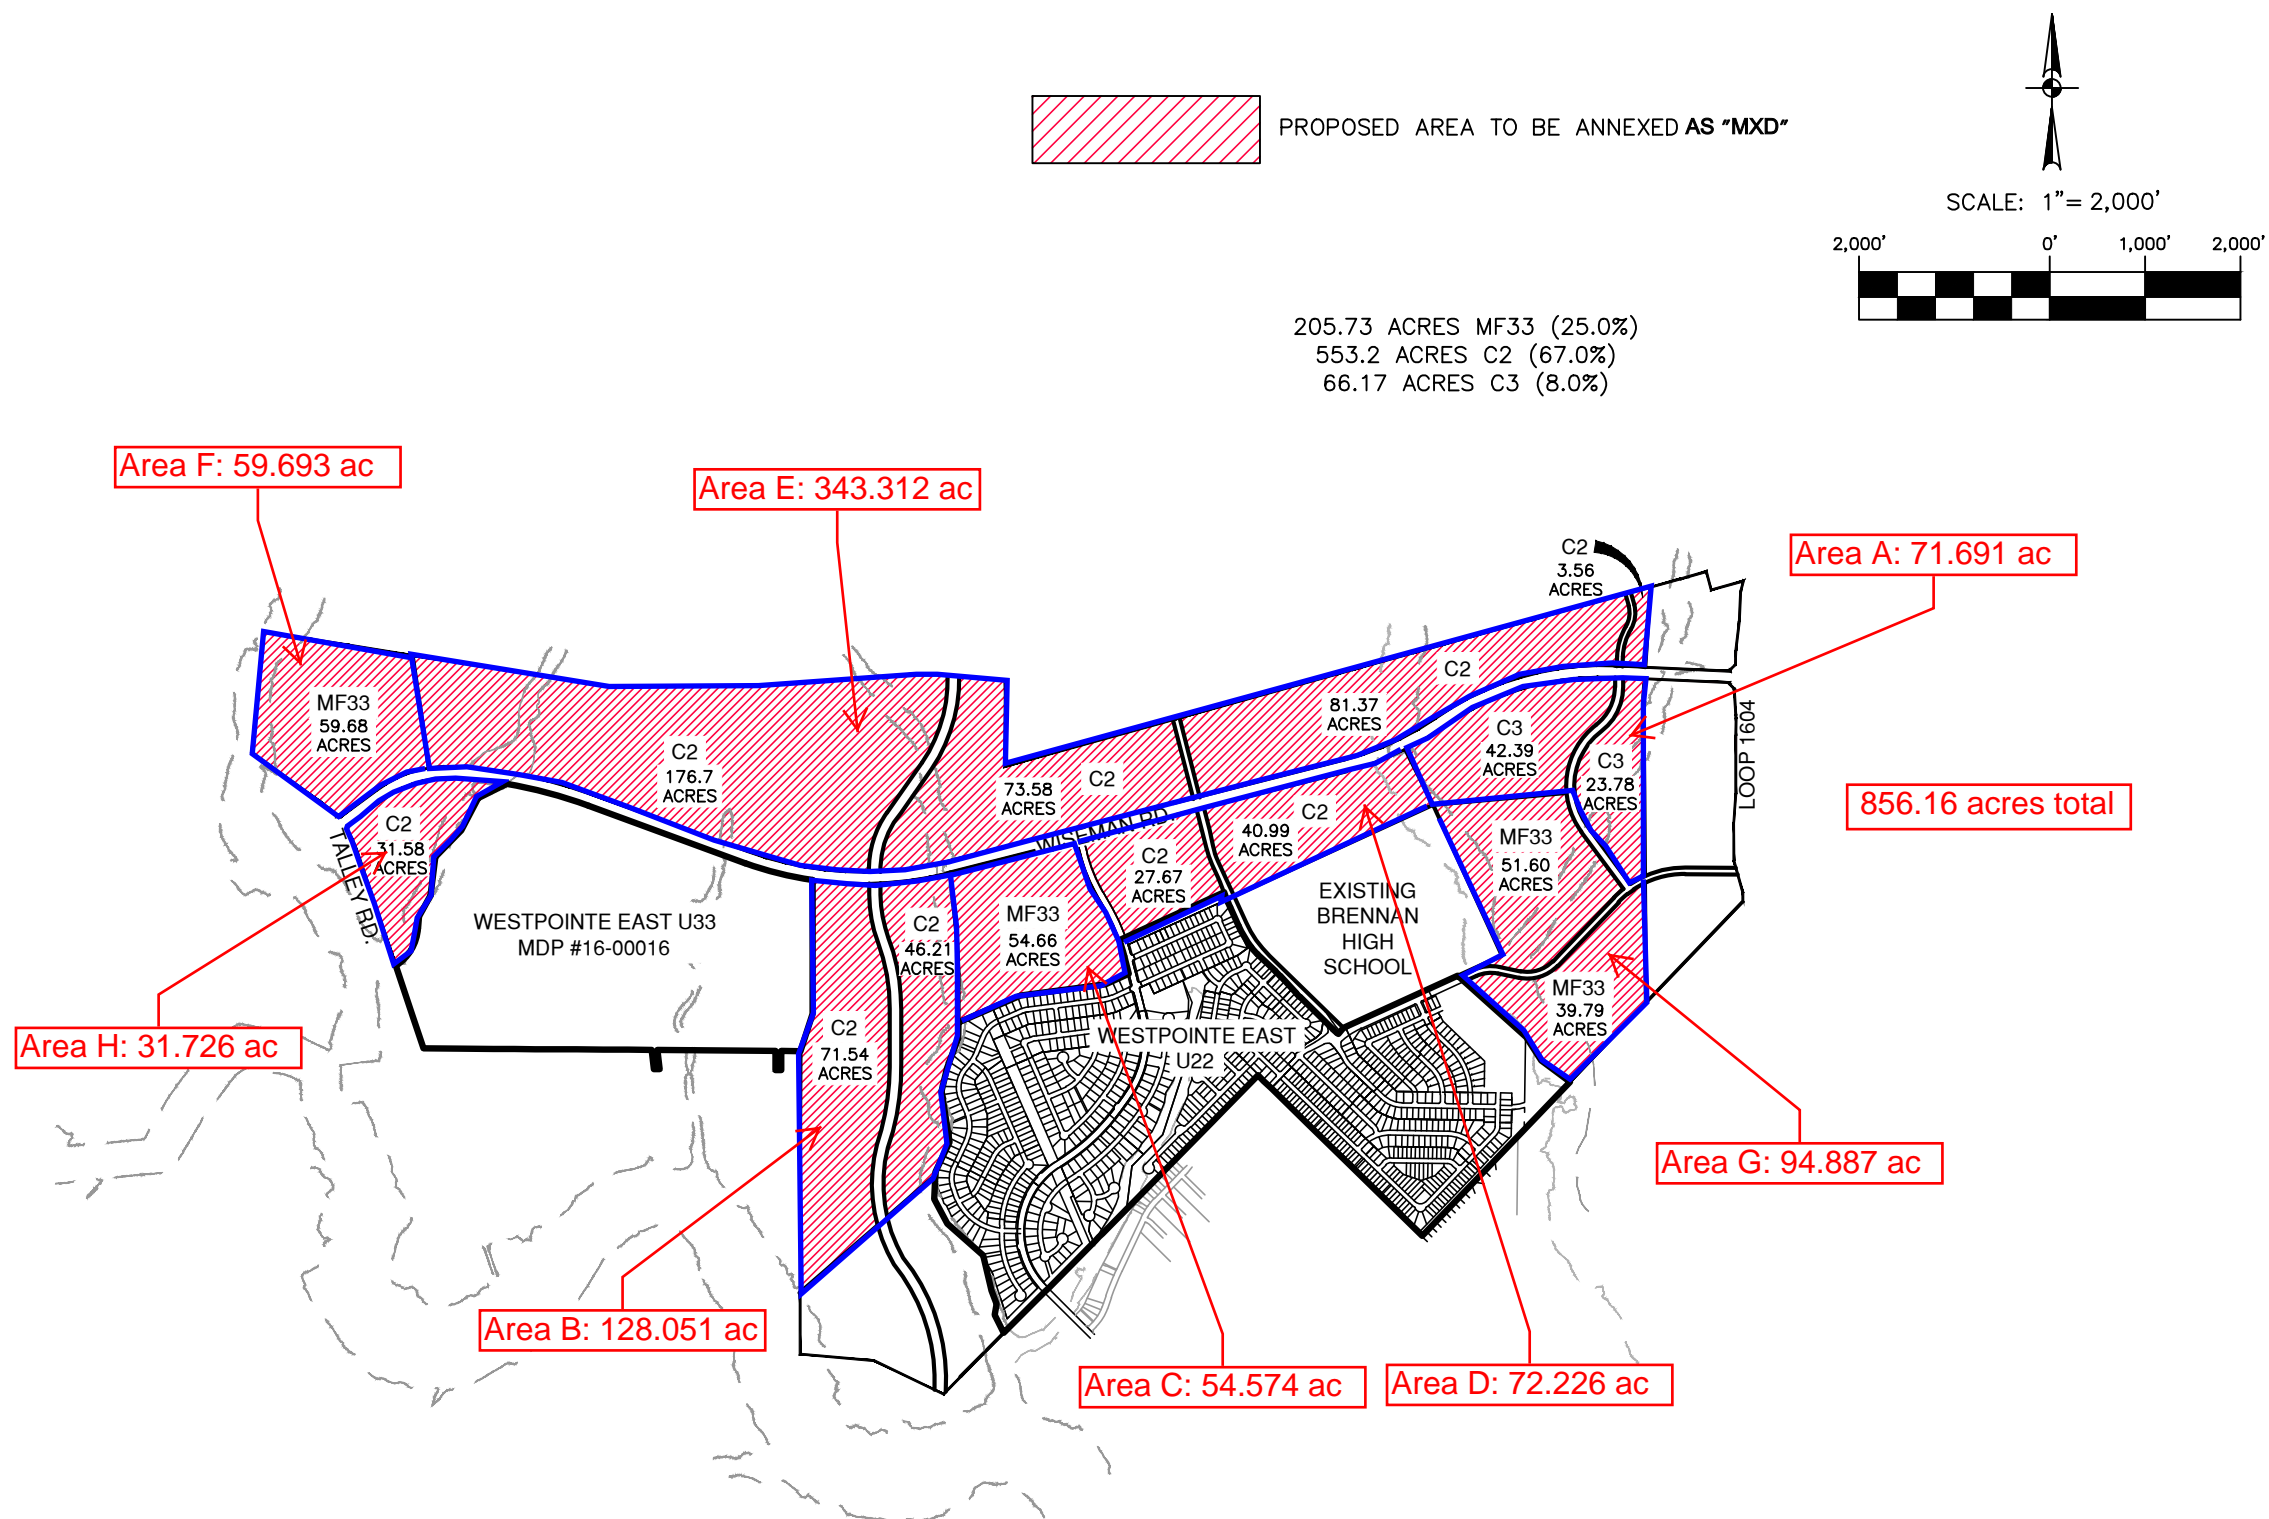 PROPOSED AREA TO BE ANNEXED AS "MXD"
SCALE: 1"= 2,000'
2,000' 0' 1,000' 2,000'
205.73 ACRES MF33 (25.0%)
553.2 ACRES C2 (67.0%)
66.17 ACRES C3 (8.0%)
Area F: 59.693 ac
Area E: 343.312 ac
Area A: 71.691 ac
C2
3.56
ACRES
MF33
59.68
ACRES
C2
176.7
ACRES
C2
73.58
ACRES
C2
81.37
ACRES
C3
42.39
ACRES
C3
23.78
ACRES
LOOP 1604
856.16 acres total
WISEMAN RD
TALLEY RD.
C2
31.58
ACRES
C2
40.99
ACRES
C2
27.67
ACRES
MF33
51.60
ACRES
WESTPOINTE EAST U33
MDP #16-00016
C2
46.21
ACRES
MF33
54.66
ACRES
EXISTING
BRENNAN
HIGH
SCHOOL
C2
71.54
ACRES
WESTPOINTE EAST
U22
MF33
39.79
ACRES
Area H: 31.726 ac
Area G: 94.887 ac
Area B: 128.051 ac
Area C: 54.574 ac
Area D: 72.226 ac